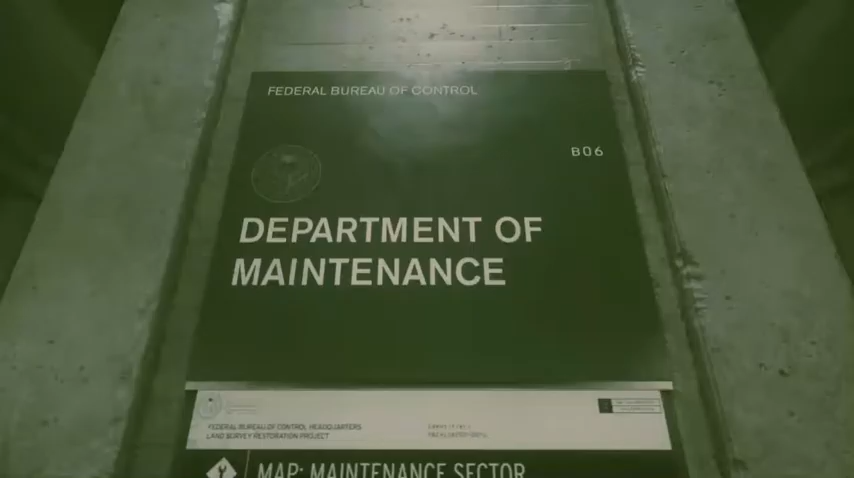 FEDERAL BUREAU OF CONTROL
B06
DEPARTMENT OF
MAINTENANCE
FEDERAL BUREAU OF CONTROL HEADQUARTERS
LAND SURVEY RESTORATION PROJECT
MAP: MAINTENANCE SECTOR